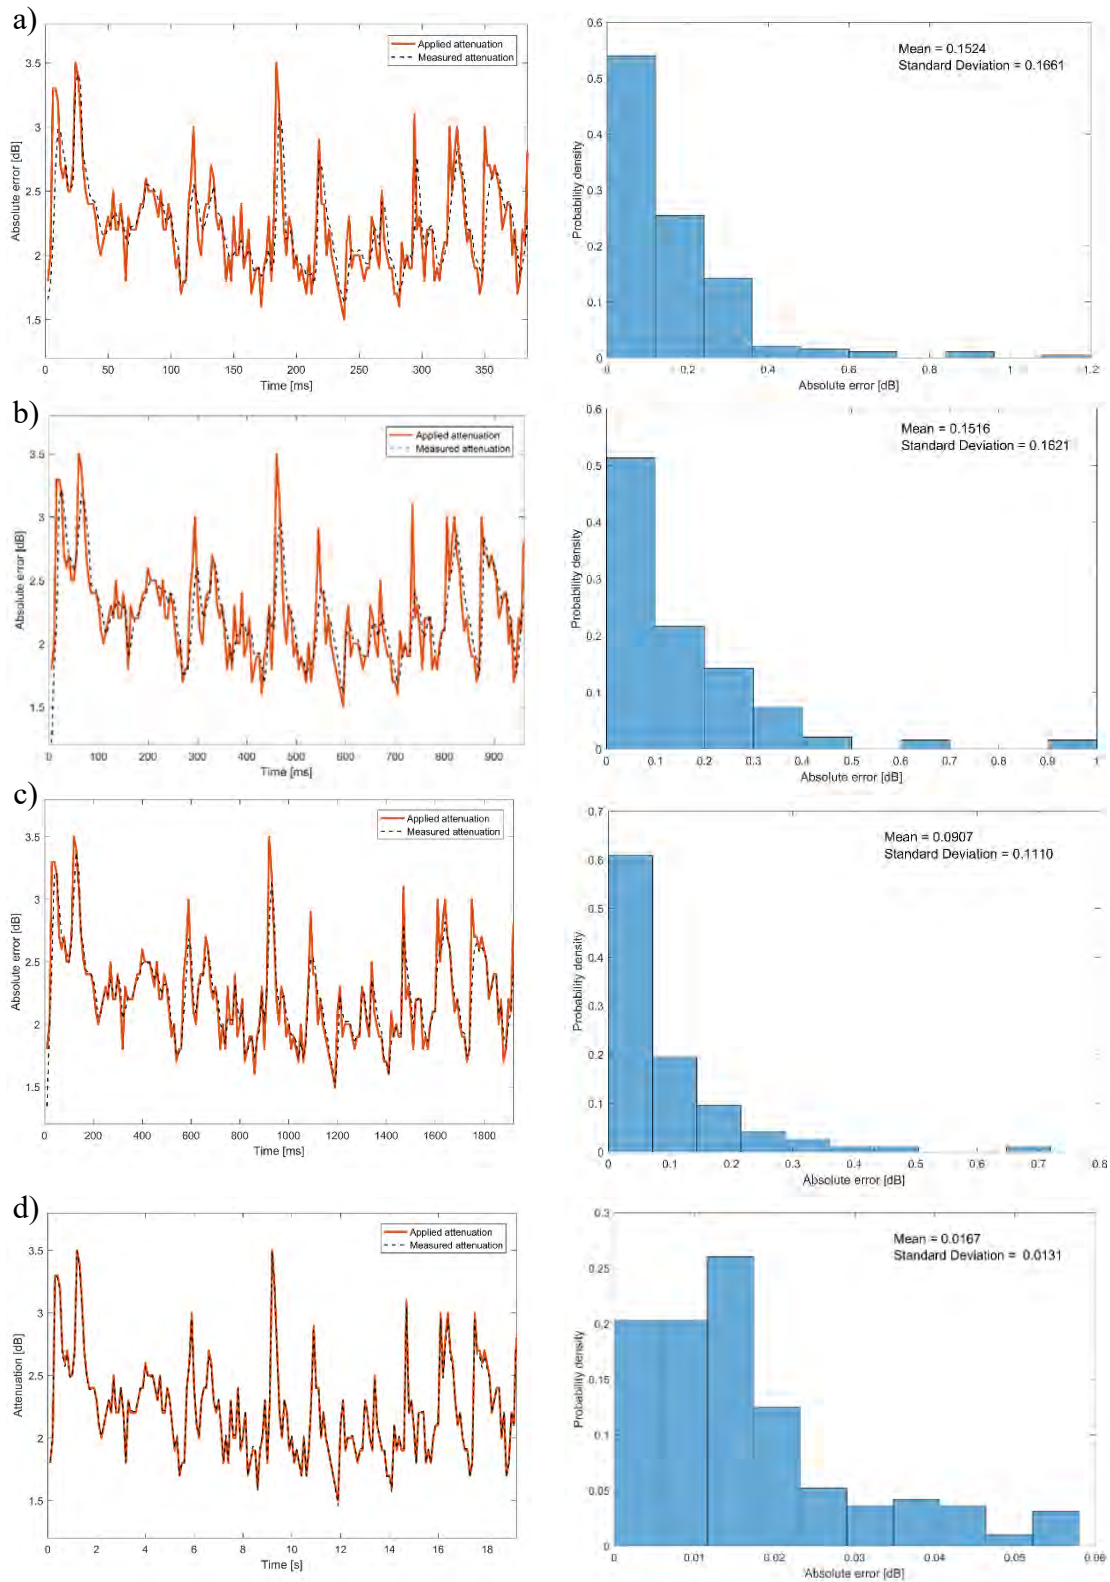 a)
Applied attenuation
Measured attenuation
3.5
3
2.5
2
1.5
Absolute error [dB]
0 50 100 150 200 250 300 350
Time [ms]
Mean = 0.1524
Standard Deviation = 0.1661
0.6
0.5
0.4
0.3
0.2
0.1
0
Probability density
0 0.2 0.4 0.6 0.8 1 1.2
Absolute error [dB]
b)
Applied attenuation
Measured attenuation
3.5
3
2.5
2
1.5
Absolute error [dB]
0 100 200 300 400 500 600 700 800 900
Time [ms]
Mean = 0.1516
Standard Deviation = 0.1621
0.6
0.5
0.4
0.3
0.2
0.1
0
Probability density
0 0.1 0.2 0.3 0.4 0.5 0.6 0.7 0.8 0.9 1
Absolute error [dB]
c)
Applied attenuation
Measured attenuation
3.5
3
2.5
2
1.5
Absolute error [dB]
0 200 400 600 800 1000 1200 1400 1600 1800
Time [ms]
Mean = 0.0907
Standard Deviation = 0.1110
0.7
0.6
0.5
0.4
0.3
0.2
0.1
0
Probability density
0 0.1 0.2 0.3 0.4 0.5 0.6 0.7 0.8
Absolute error [dB]
d)
Applied attenuation
Measured attenuation
3.5
3
2.5
2
1.5
Attenuation [dB]
0 2 4 6 8 10 12 14 16 18
Time [s]
Mean = 0.0167
Standard Deviation = 0.0131
0.3
0.25
0.2
0.15
0.1
0.05
0
Probability density
0 0.01 0.02 0.03 0.04 0.05 0.06
Absolute error [dB]